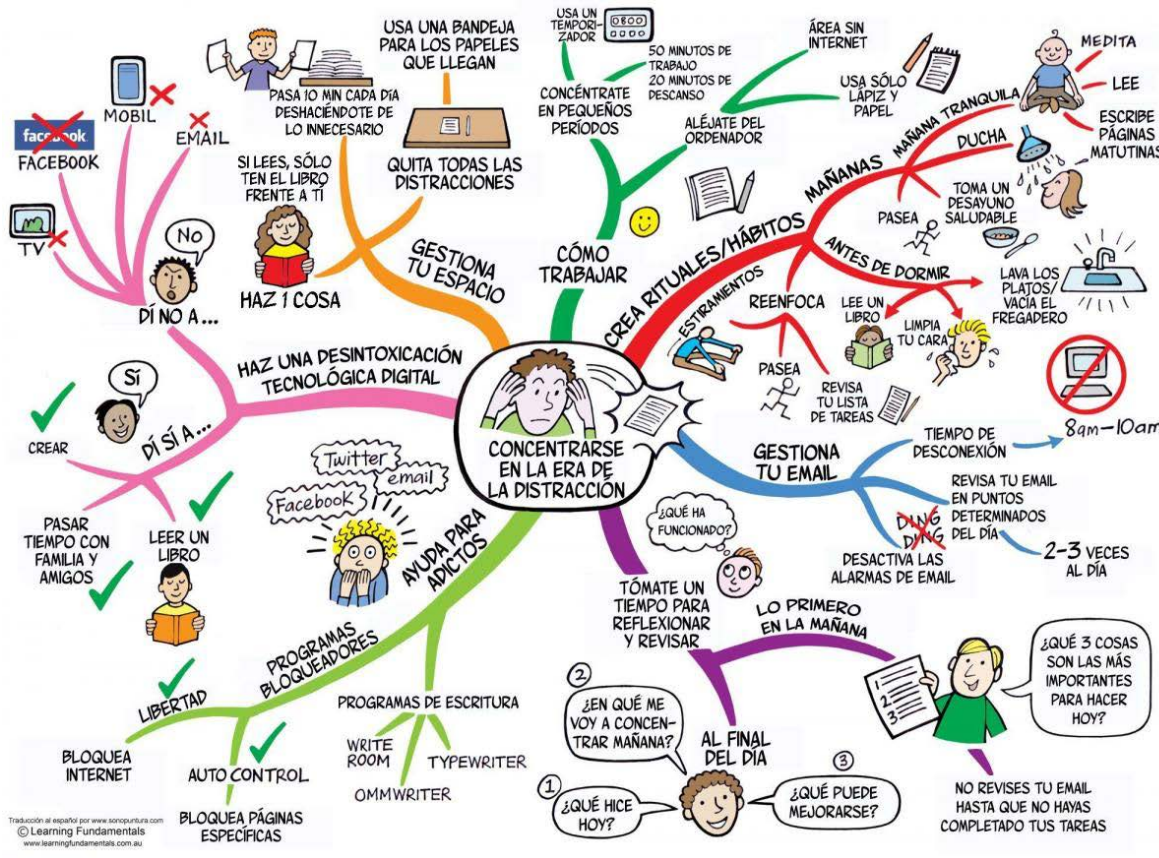 CONCENTRARSE
EN LA ERA DE
LA DISTRACCIÓN
GESTIONA
TU ESPACIO
PASA 10 MIN CADA DÍA
DESHACIÉNDOTE DE
LO INNECESARIO
USA UNA BANDEJA
PARA LOS PAPELES
QUE LLEGAN
QUITA TODAS LAS
DISTRACCIONES
SI LEES, SÓLO
TEN EL LIBRO
FRENTE A TÍ
HAZ 1 COSA
CÓMO
TRABAJAR
CONCÉNTRATE
EN PEQUEÑOS
PERÍODOS
USA UN
TEMPORI-
ZADOR
0800
50 MINUTOS DE
TRABAJO
20 MINUTOS DE
DESCANSO
ALÉJATE DEL
ORDENADOR
ÁREA SIN
INTERNET
USA SÓLO
LÁPIZ Y
PAPEL
CREA RITUALES/HÁBITOS
MAÑANAS
MAÑANA TRANQUILA
MEDITA
LEE
ESCRIBE
PÁGINAS
MATUTINAS
DUCHA
PASEA
TOMA UN
DESAYUNO
SALUDABLE
ANTES DE DORMIR
LEE UN
LIBRO
LIMPIA
TU CARA
LAVA LOS
PLATOS/
VACÍA EL
FREGADERO
REENFOCA
ESTIRAMIENTOS
PASEA
REVISA
TU LISTA
DE TAREAS
GESTIONA
TU EMAIL
TIEMPO DE
DESCONEXIÓN
8am-10am
REVISA TU EMAIL
EN PUNTOS
DETERMINADOS
DEL DÍA
2-3 VECES
AL DÍA
DING
DING
DESACTIVA LAS
ALARMAS DE EMAIL
TÓMATE UN
TIEMPO PARA
REFLEXIONAR
Y REVISAR
¿QUÉ HA
FUNCIONADO?
LO PRIMERO
EN LA MAÑANA
1
2
3
¿QUÉ 3 COSAS
SON LAS MÁS
IMPORTANTES
PARA HACER
HOY?
NO REVISES TU EMAIL
HASTA QUE NO HAYAS
COMPLETADO TUS TAREAS
AL FINAL
DEL DÍA
1
¿QUÉ HICE
HOY?
2
¿EN QUÉ ME
VOY A CONCEN-
TRAR MAÑANA?
3
¿QUÉ PUEDE
MEJORARSE?
AYUDA PARA
ADICTOS
Twitter
email
Facebook
PROGRAMAS
BLOQUEADORES
LIBERTAD
BLOQUEA
INTERNET
AUTO CONTROL
BLOQUEA PÁGINAS
ESPECÍFICAS
PROGRAMAS DE ESCRITURA
WRITE
ROOM
OMMWRITER
TYPEWRITER
HAZ UNA DESINTOXICACIÓN
TECNOLÓGICA DIGITAL
DÍ NO A...
No
TV
facebook
FACEBOOK
MOBIL
EMAIL
DÍ SÍ A...
Sí
CREAR
PASAR
TIEMPO CON
FAMILIA Y
AMIGOS
LEER UN
LIBRO
Traducción al español por www.sonopuntura.com
© Learning Fundamentals
www.learningfundamentals.com.au